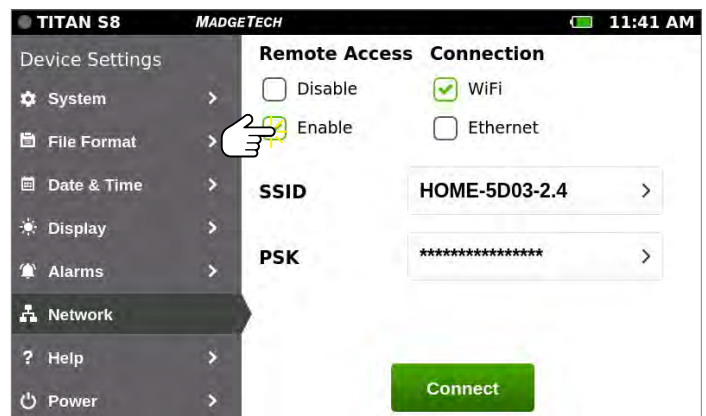 TITAN S8 MADGETECH 11:41 AM
Device Settings
System
File Format
Date & Time
Display
Alarms
Network
? Help
Power
Remote Access Connection
Disable WiFi
Enable Ethernet
SSID HOME-5D03-2.4
PSK ****************
Connect